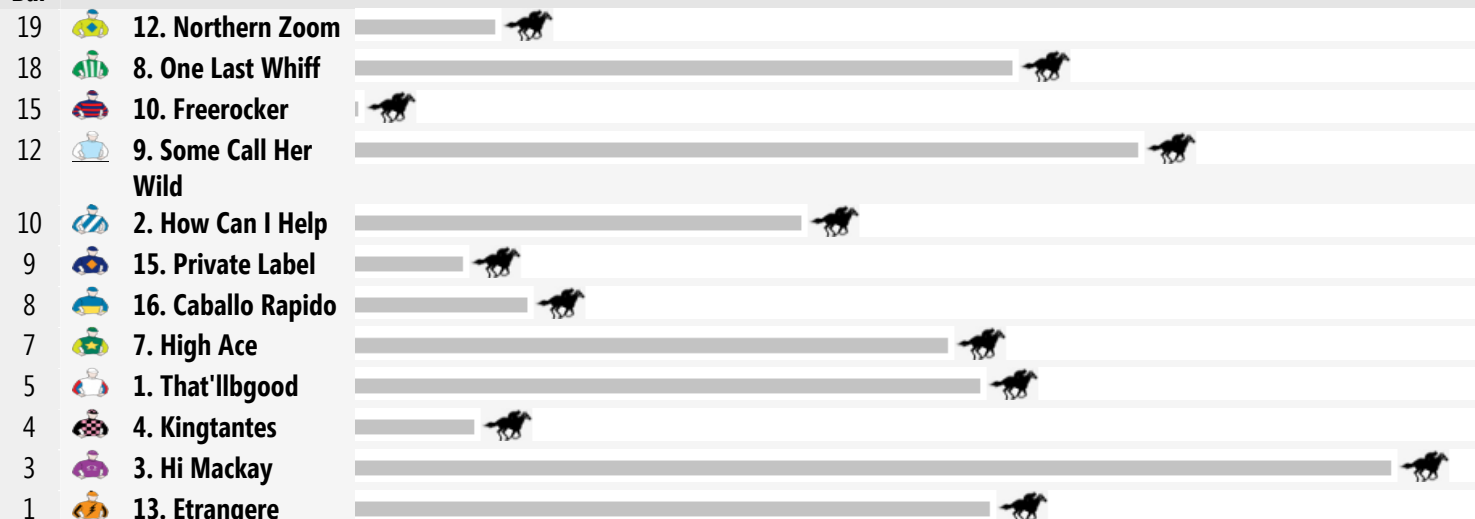 19 12. Northern Zoom
18 8. One Last Whiff
15 10. Freerocker
12 9. Some Call Her
Wild
10 2. How Can I Help
9 15. Private Label
8 16. Caballo Rapido
7 7. High Ace
5 1. That'llbgood
4 4. Kingtantes
3 3. Hi Mackay
1 13. Etrangere